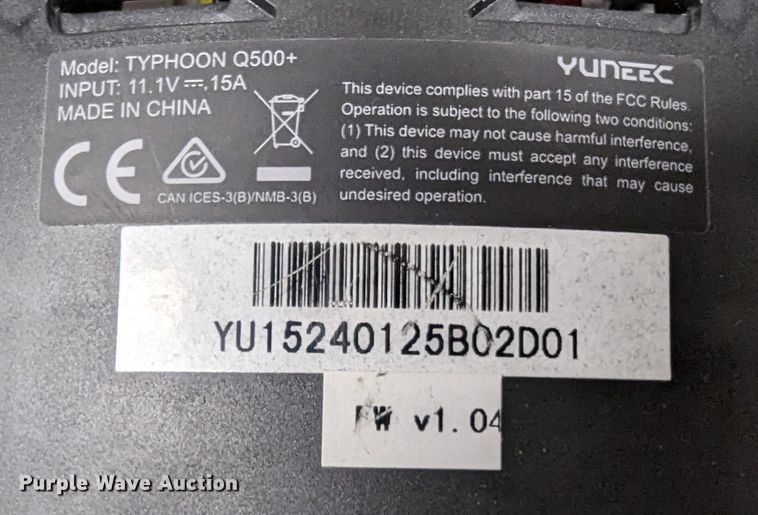 Model: TYPHOON Q500+
INPUT: 11.1V ⎓, 15A
MADE IN CHINA
CE
CAN ICES-3(B)/NMB-3(B)
YUNEEC
This device complies with part 15 of the FCC Rules.
Operation is subject to the following two conditions:
(1) This device may not cause harmful interference,
and (2) this device must accept any interference
received, including interference that may cause
undesired operation.
YU15240125B02D01
FW v1.04
Purple Wave Auction